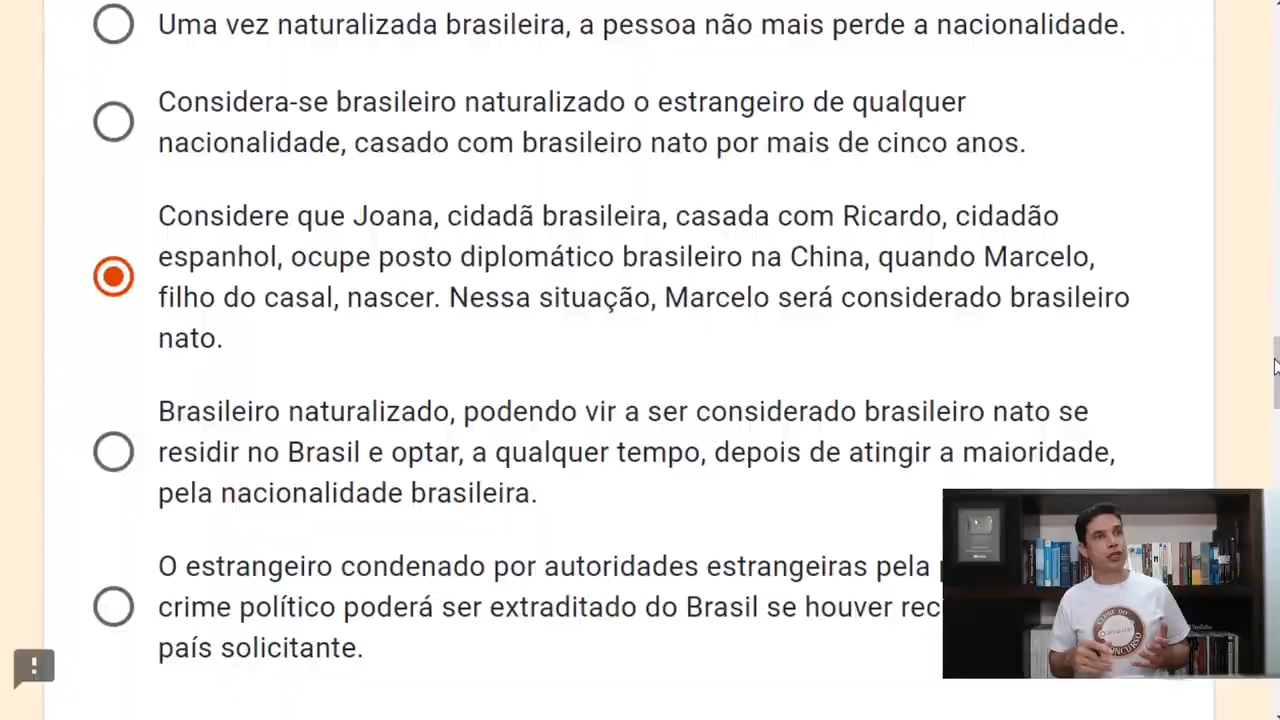 Uma vez naturalizada brasileira, a pessoa não mais perde a nacionalidade.
Considera-se brasileiro naturalizado o estrangeiro de qualquer
nacionalidade, casado com brasileiro nato por mais de cinco anos.
Considere que Joana, cidadã brasileira, casada com Ricardo, cidadão
espanhol, ocupe posto diplomático brasileiro na China, quando Marcelo,
filho do casal, nascer. Nessa situação, Marcelo será considerado brasileiro
nato.
Brasileiro naturalizado, podendo vir a ser considerado brasileiro nato se
residir no Brasil e optar, a qualquer tempo, depois de atingir a maioridade,
pela nacionalidade brasileira.
O estrangeiro condenado por autoridades estrangeiras pela
crime político poderá ser extraditado do Brasil se houver
país solicitante.